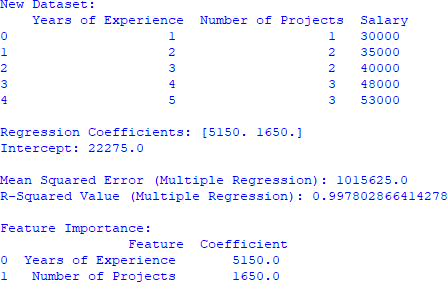 New Dataset:
Years of Experience Number of Projects Salary
0 1 1 30000
1 2 2 35000
2 3 2 40000
3 4 3 48000
4 5 3 53000
Regression Coefficients: [5150. 1650.]
Intercept: 22275.0
Mean Squared Error (Multiple Regression): 1015625.0
R-Squared Value (Multiple Regression): 0.997802866414278
Feature Importance:
Feature Coefficient
0 Years of Experience 5150.0
1 Number of Projects 1650.0